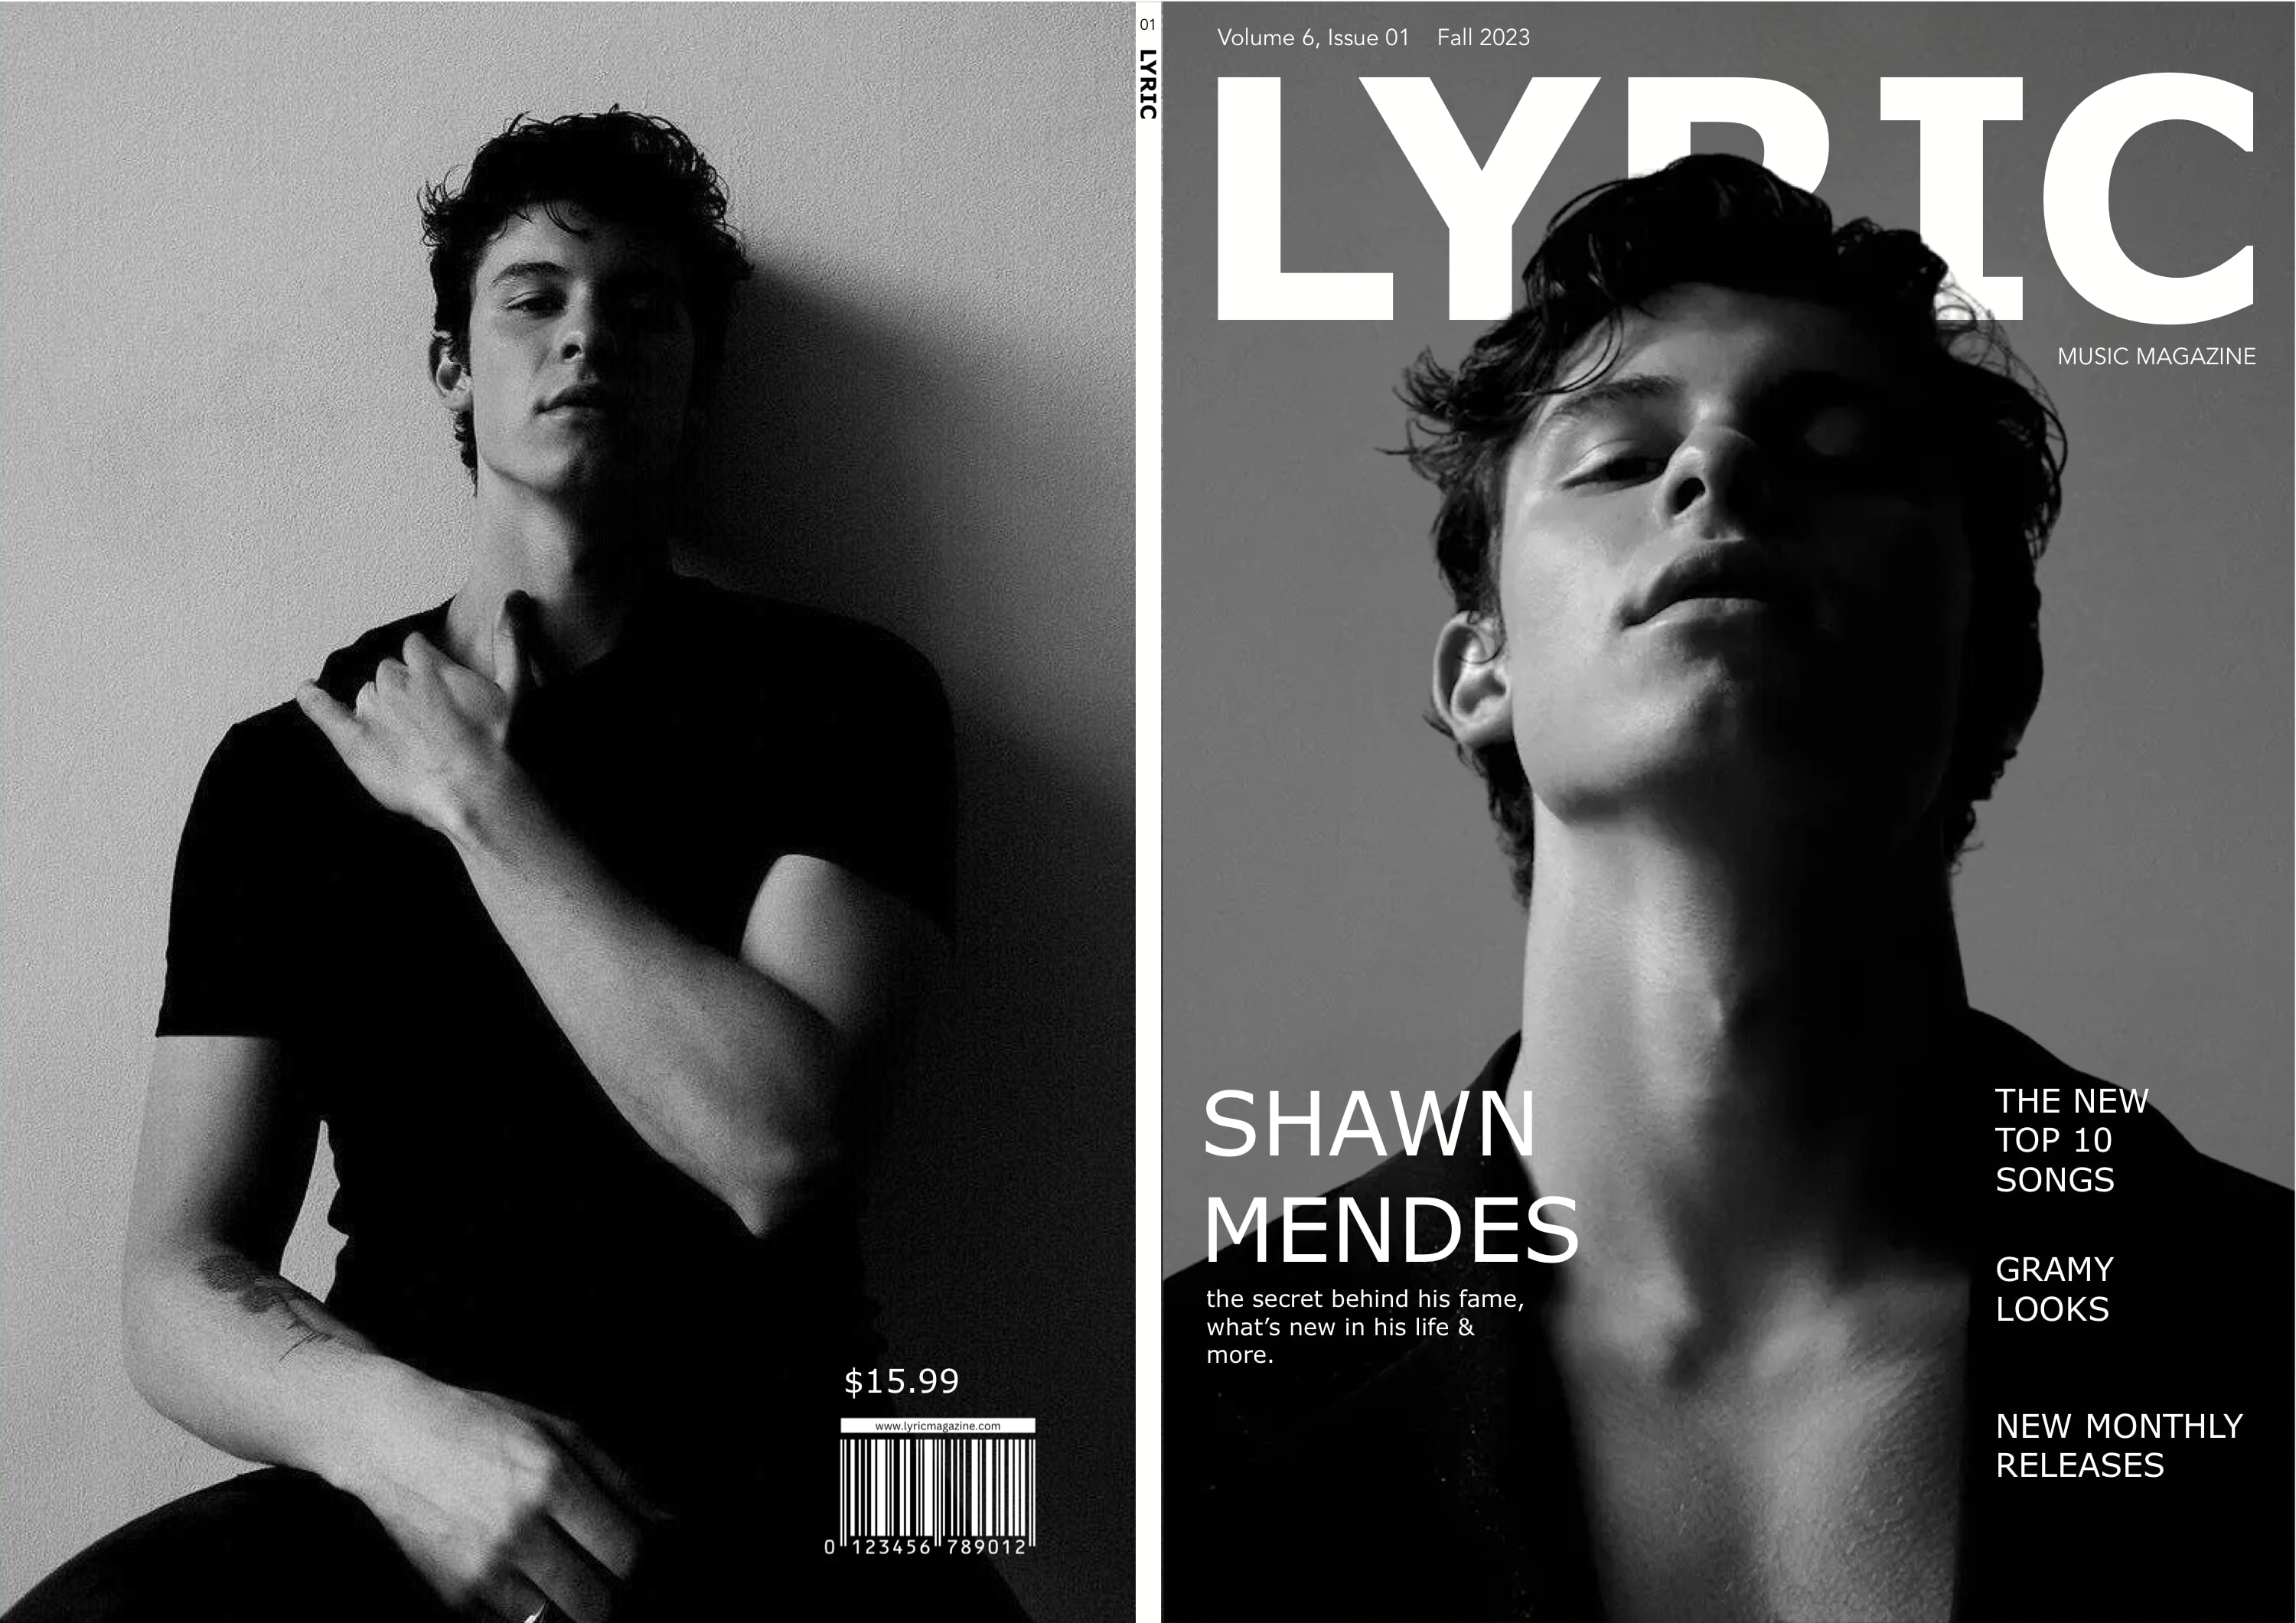 $15.99
www.lyricmagazine.com
0 123456 789012
01
LYRIC
Volume 6, Issue 01 Fall 2023
LYRIC
MUSIC MAGAZINE
SHAWN
MENDES
the secret behind his fame,
what’s new in his life &
more.
THE NEW
TOP 10
SONGS
GRAMY
LOOKS
NEW MONTHLY
RELEASES